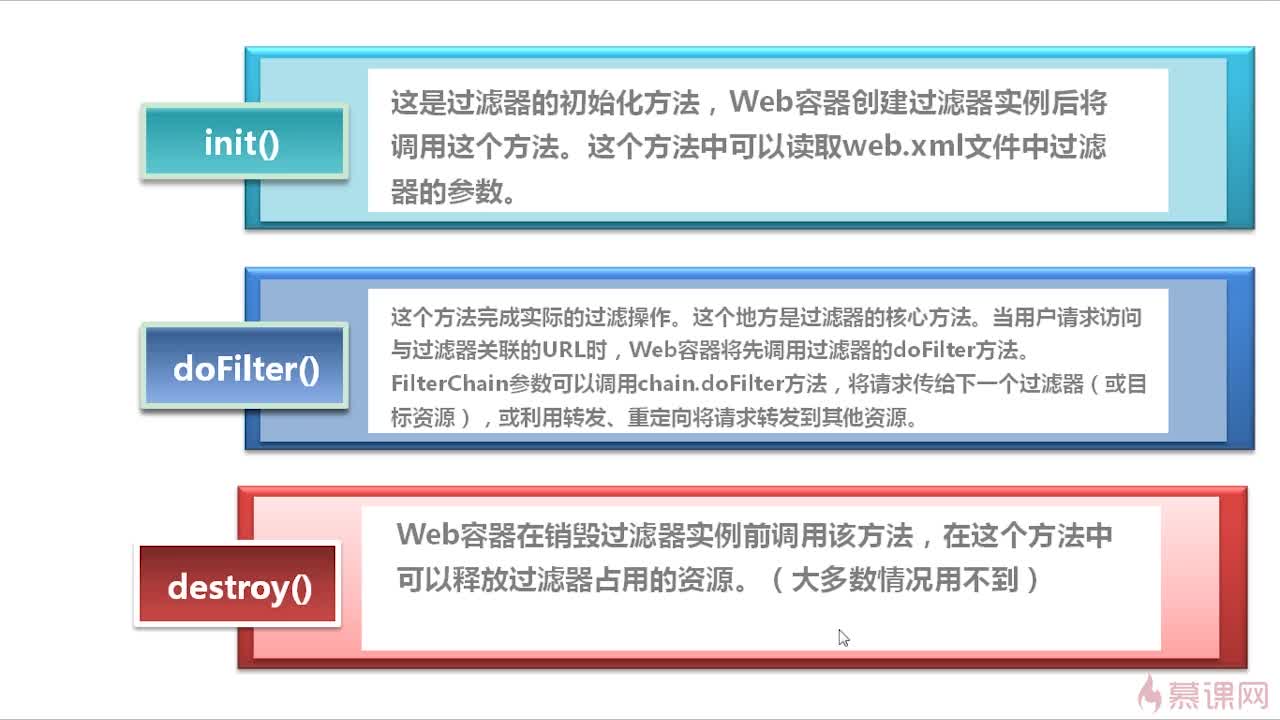 init()
这是过滤器的初始化方法，Web容器创建过滤器实例后将
调用这个方法。这个方法中可以读取web.xml文件中过滤
器的参数。
doFilter()
这个方法完成实际的过滤操作。这个地方是过滤器的核心方法。当用户请求访问
与过滤器关联的URL时，Web容器将先调用过滤器的doFilter方法。
FilterChain参数可以调用chain.doFilter方法，将请求传给下一个过滤器（或目
标资源），或利用转发、重定向将请求转发到其他资源。
destroy()
Web容器在销毁过滤器实例前调用该方法，在这个方法中
可以释放过滤器占用的资源。（大多数情况用不到）
慕课网